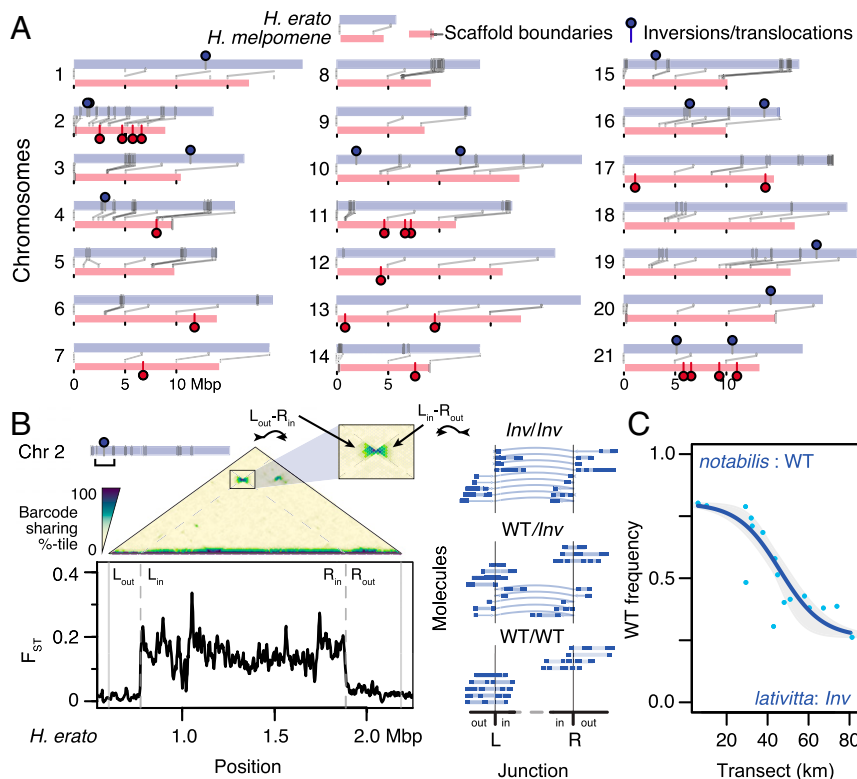 A
H. erato
H. melpomene
Scaffold boundaries
Inversions/translocations
Chromosomes
1
2
3
4
5
6
7
0 5 10 Mbp
8
9
10
11
12
13
14
0 5
15
16
17
18
19
20
21
0 10
B
Chr 2
Lout-Rin
Lin-Rout
100
Barcode sharing %-tile
0
Lout Lin Rin Rout
0.4
0.2
0
FST
H. erato
1.0 2.0 Mbp
Position
Inv/Inv
WT/Inv
WT/WT
Molecules
out in in out
L R
Junction
C
notabilis : WT
1.0
0.5
0.0
WT frequency
lativitta: Inv
0 20 40 60 80
Transect (km)